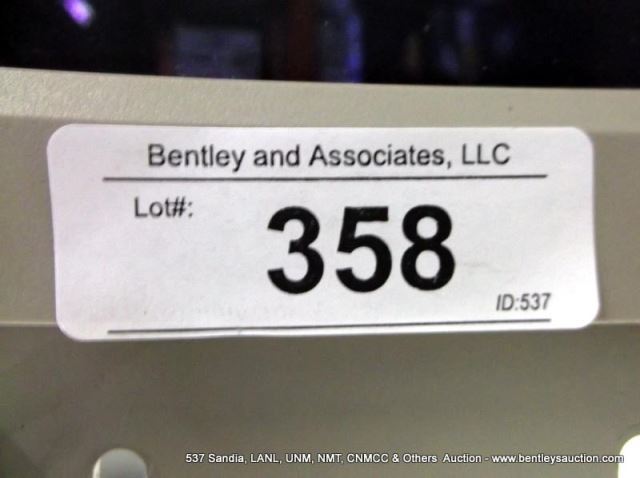 Bentley and Associates, LLC
Lot#:
358
ID:537
537 Sandia, LANL, UNM, NMT, CNMCC & Others  Auction - www.bentleysauction.com